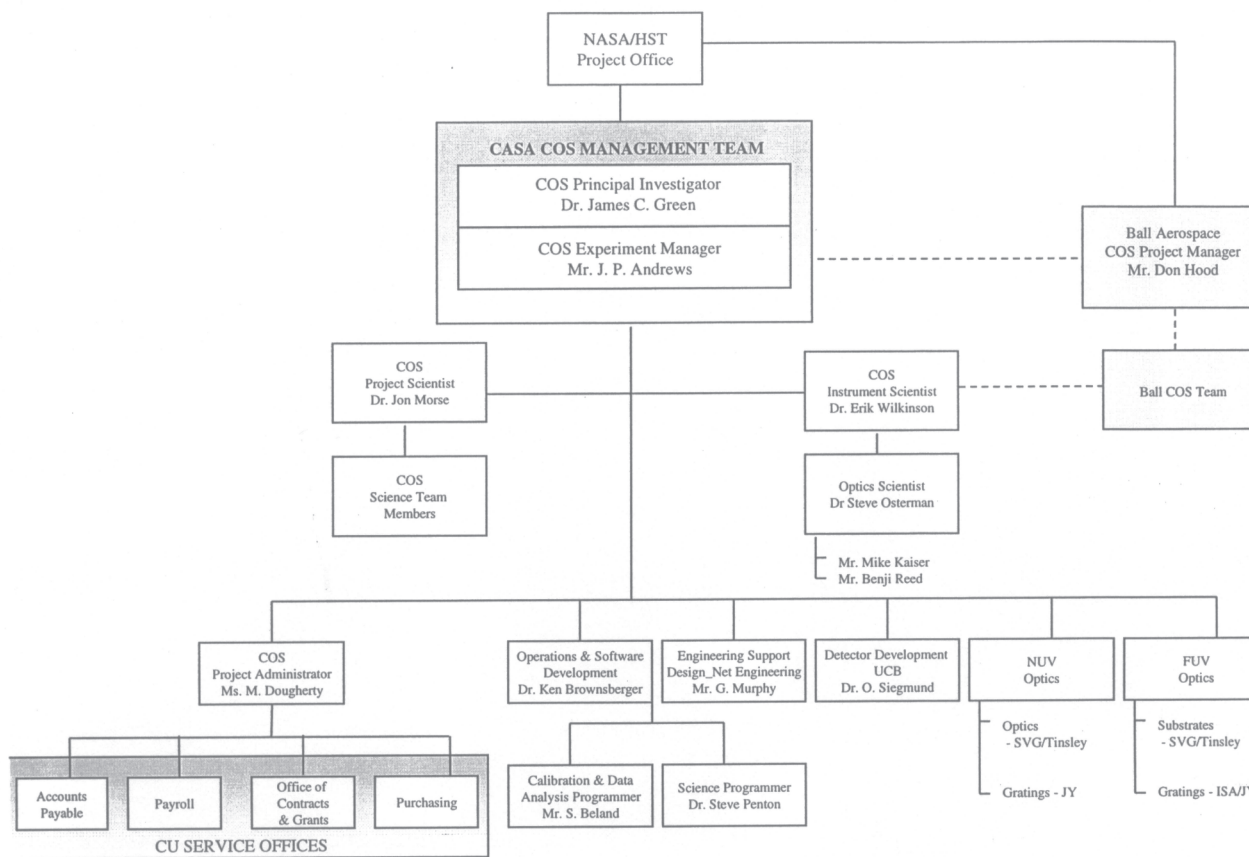 NASA/HST
Project Office
CASA COS MANAGEMENT TEAM
COS Principal Investigator
Dr. James C. Green
COS Experiment Manager
Mr. J. P. Andrews
Ball Aerospace
COS Project Manager
Mr. Don Hood
COS
Project Scientist
Dr. Jon Morse
COS
Instrument Scientist
Dr. Erik Wilkinson
Ball COS Team
COS
Science Team
Members
Optics Scientist
Dr Steve Osterman
Mr. Mike Kaiser
Mr. Benji Reed
COS
Project Administrator
Ms. M. Dougherty
Operations & Software
Development
Dr. Ken Brownsberger
Engineering Support
Design_Net Engineering
Mr. G. Murphy
Detector Development
UCB
Dr. O. Siegmund
NUV
Optics
FUV
Optics
Optics
- SVG/Tinsley
Gratings - JY
Substrates
- SVG/Tinsley
Gratings - ISA/JY
Accounts
Payable
Payroll
Office of
Contracts
& Grants
Purchasing
CU SERVICE OFFICES
Calibration & Data
Analysis Programmer
Mr. S. Beland
Science Programmer
Dr. Steve Penton